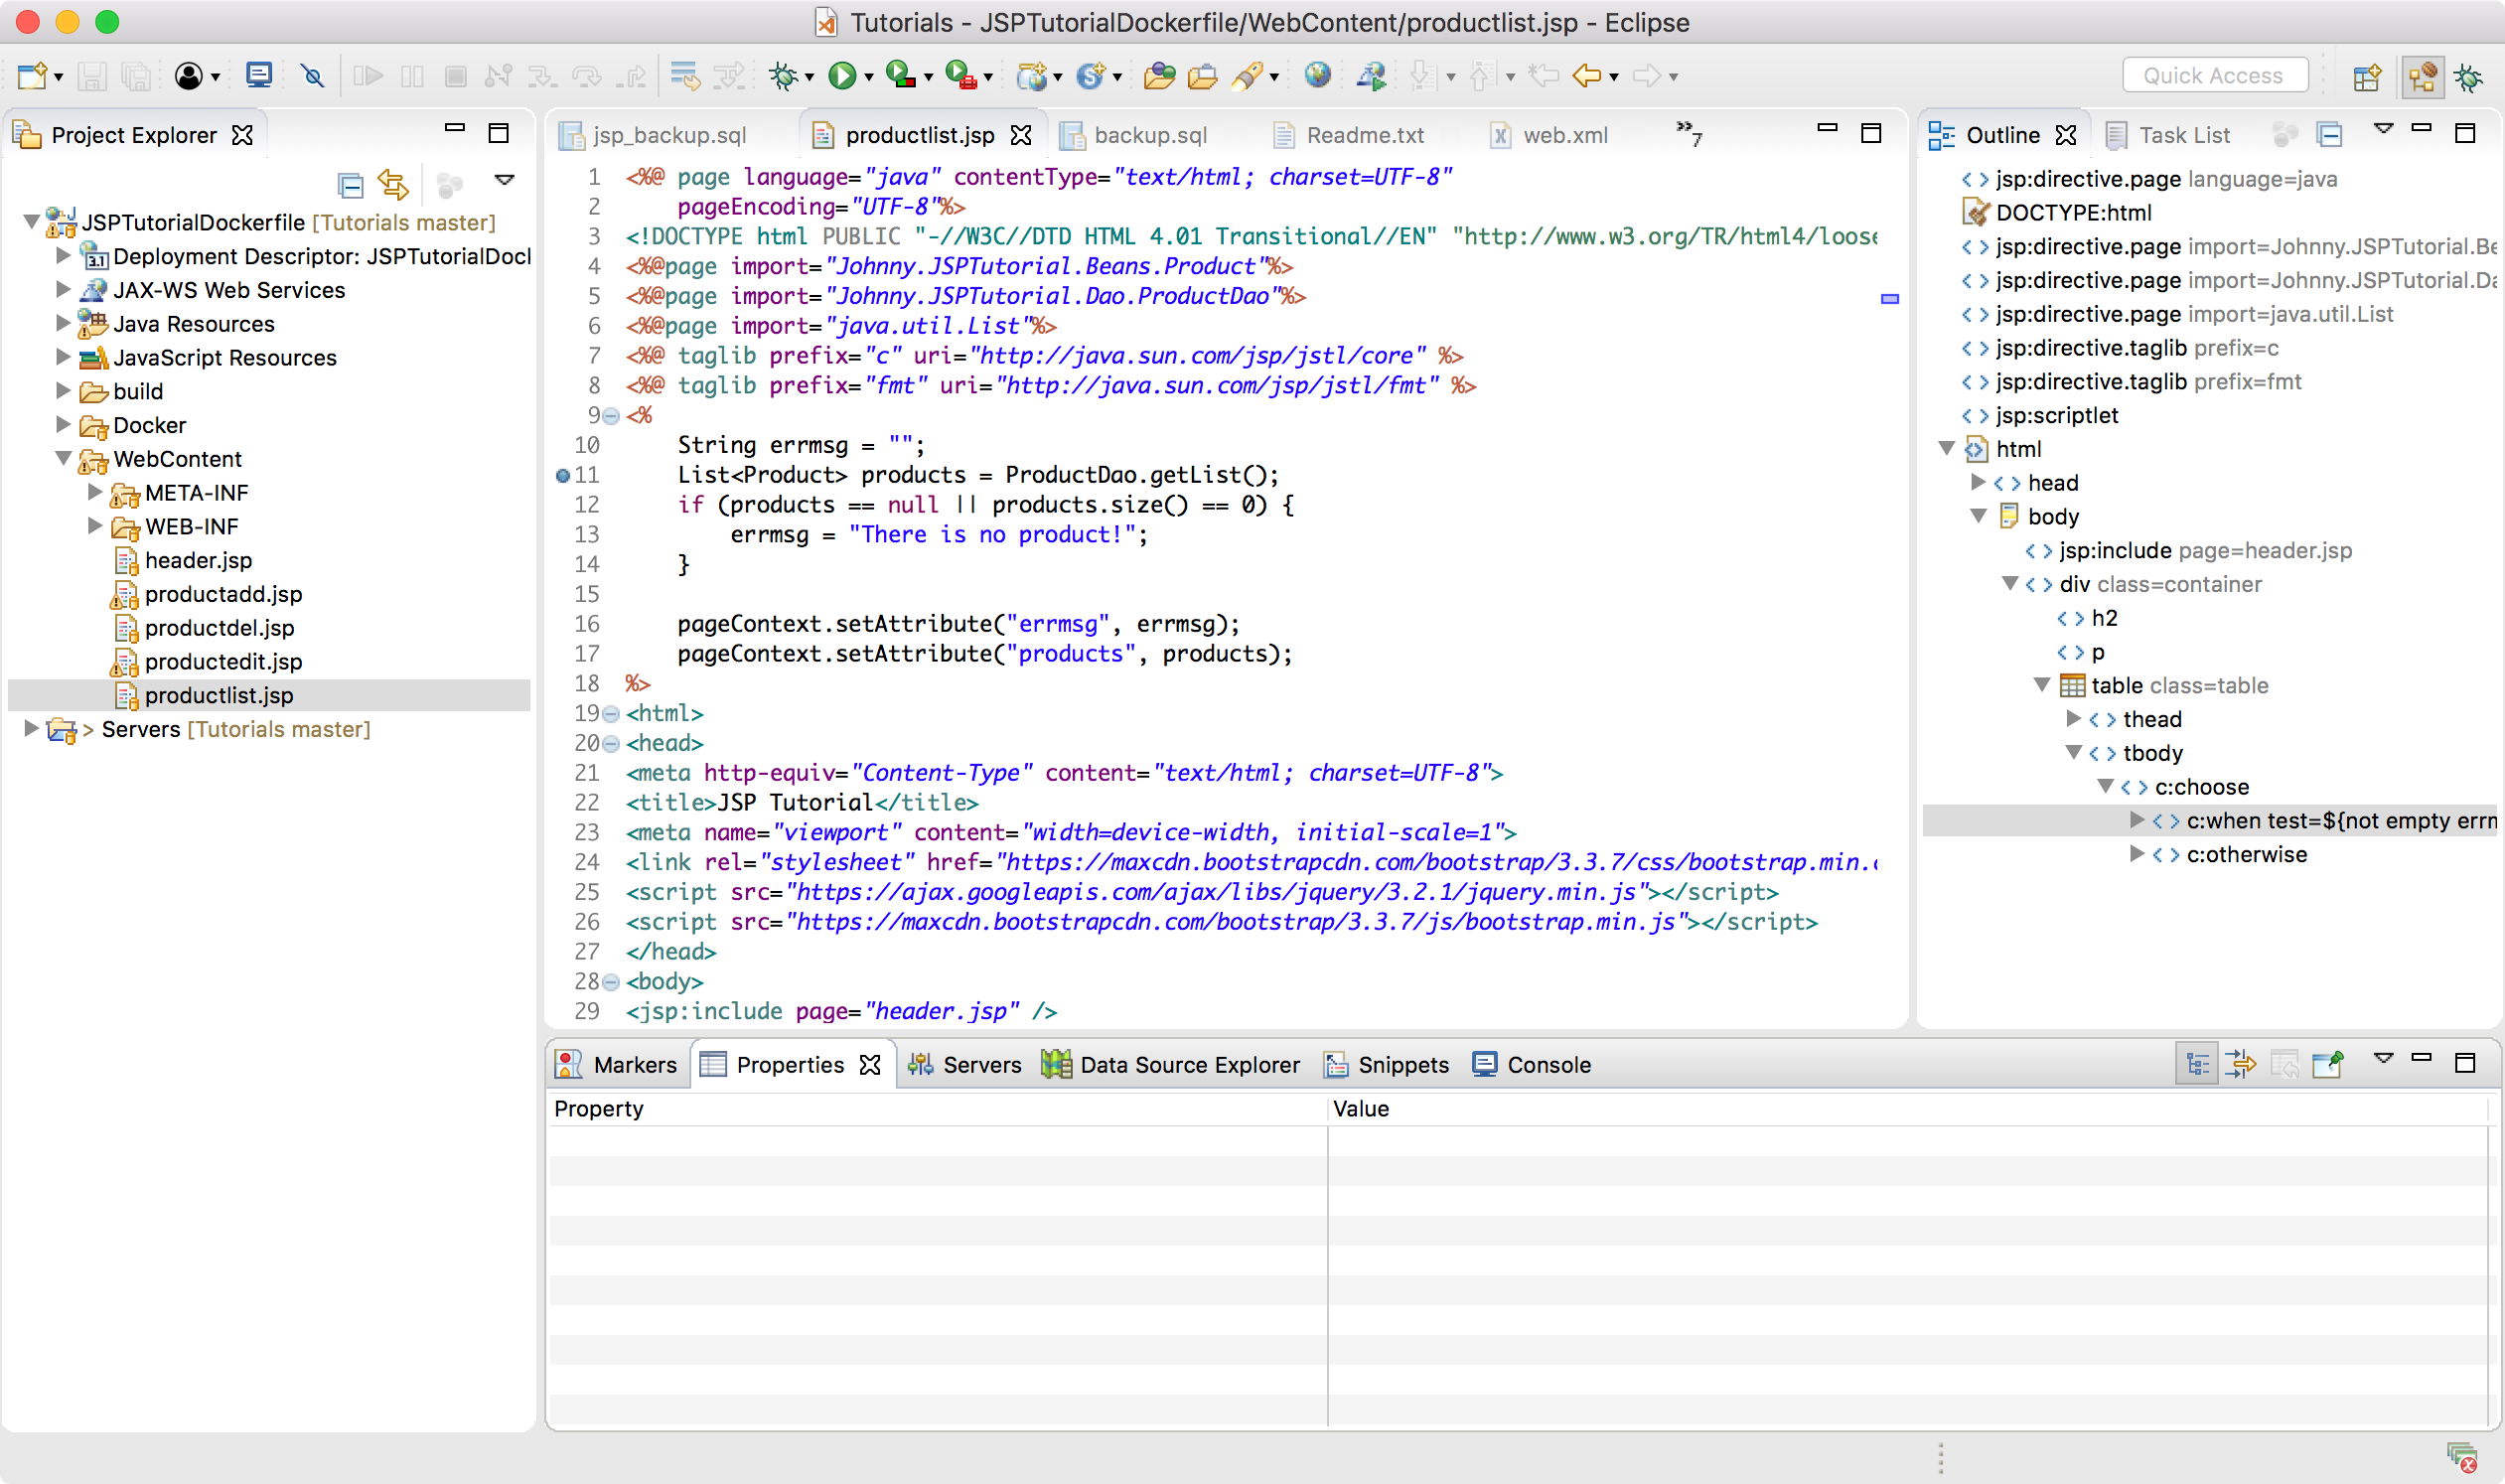 Tutorials - JSPTutorialDockerfile/WebContent/productlist.jsp - Eclipse
Quick Access
Project Explorer
JSPTutorialDockerfile [Tutorials master]
3.1 Deployment Descriptor: JSPTutorialDocl
JAX-WS Web Services
Java Resources
JavaScript Resources
build
Docker
WebContent
META-INF
WEB-INF
header.jsp
productadd.jsp
productdel.jsp
productedit.jsp
productlist.jsp
> Servers [Tutorials master]
jsp_backup.sql productlist.jsp backup.sql Readme.txt web.xml »7
1 <%@ page language="java" contentType="text/html; charset=UTF-8"
2 pageEncoding="UTF-8"%>
3 <!DOCTYPE html PUBLIC "-//W3C//DTD HTML 4.01 Transitional//EN" "http://www.w3.org/TR/html4/loose
4 <%@page import="Johnny.JSPTutorial.Beans.Product"%>
5 <%@page import="Johnny.JSPTutorial.Dao.ProductDao"%>
6 <%@page import="java.util.List"%>
7 <%@ taglib prefix="c" uri="http://java.sun.com/jsp/jstl/core" %>
8 <%@ taglib prefix="fmt" uri="http://java.sun.com/jsp/jstl/fmt" %>
9 <%
10 String errmsg = "";
11 List<Product> products = ProductDao.getList();
12 if (products == null || products.size() == 0) {
13 errmsg = "There is no product!";
14 }
15
16 pageContext.setAttribute("errmsg", errmsg);
17 pageContext.setAttribute("products", products);
18 %>
19 <html>
20 <head>
21 <meta http-equiv="Content-Type" content="text/html; charset=UTF-8">
22 <title>JSP Tutorial</title>
23 <meta name="viewport" content="width=device-width, initial-scale=1">
24 <link rel="stylesheet" href="https://maxcdn.bootstrapcdn.com/bootstrap/3.3.7/css/bootstrap.min.c
25 <script src="https://ajax.googleapis.com/ajax/libs/jquery/3.2.1/jquery.min.js"></script>
26 <script src="https://maxcdn.bootstrapcdn.com/bootstrap/3.3.7/js/bootstrap.min.js"></script>
27 </head>
28 <body>
29 <jsp:include page="header.jsp" />
Outline Task List
jsp:directive.page language=java
DOCTYPE:html
jsp:directive.page import=Johnny.JSPTutorial.Be
jsp:directive.page import=Johnny.JSPTutorial.Da
jsp:directive.page import=java.util.List
jsp:directive.taglib prefix=c
jsp:directive.taglib prefix=fmt
jsp:scriptlet
html
head
body
jsp:include page=header.jsp
div class=container
h2
p
table class=table
thead
tbody
c:choose
c:when test=${not empty errn
c:otherwise
Markers Properties Servers Data Source Explorer Snippets Console
Property Value